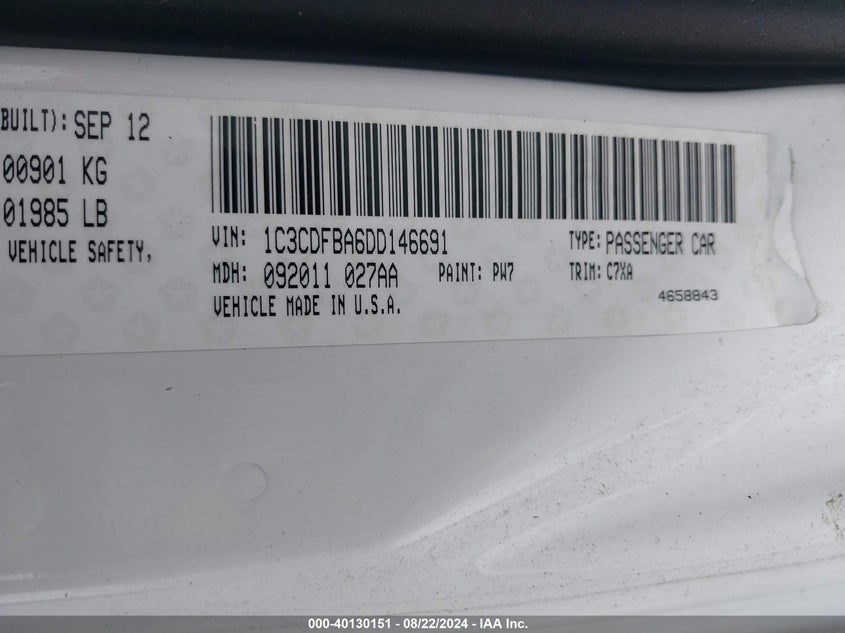 BUILT): SEP 12
00901 KG
01985 LB
VEHICLE SAFETY,
VIN: 1C3CDFBA6DD146691 TYPE: PASSENGER CAR
MDH: 092011 027AA PAINT: PW7 TRIM: C7XA
VEHICLE MADE IN U.S.A. 4658843
000-40130151 - 08/22/2024 - IAA Inc.